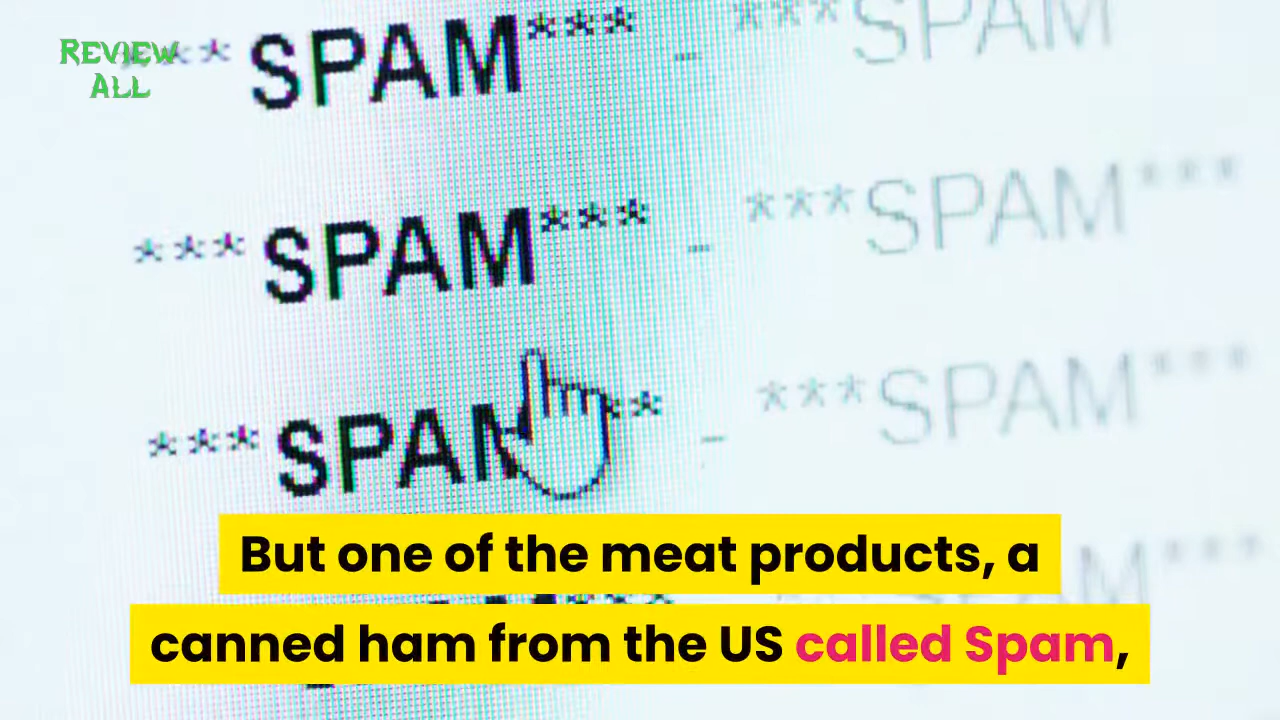 REVIEW
ALL
***SPAM*** - ***SPAM
***SPAM*** - ***SPAM***
***SPAM** - ***SPAM***
But one of the meat products, a
canned ham from the US called Spam,